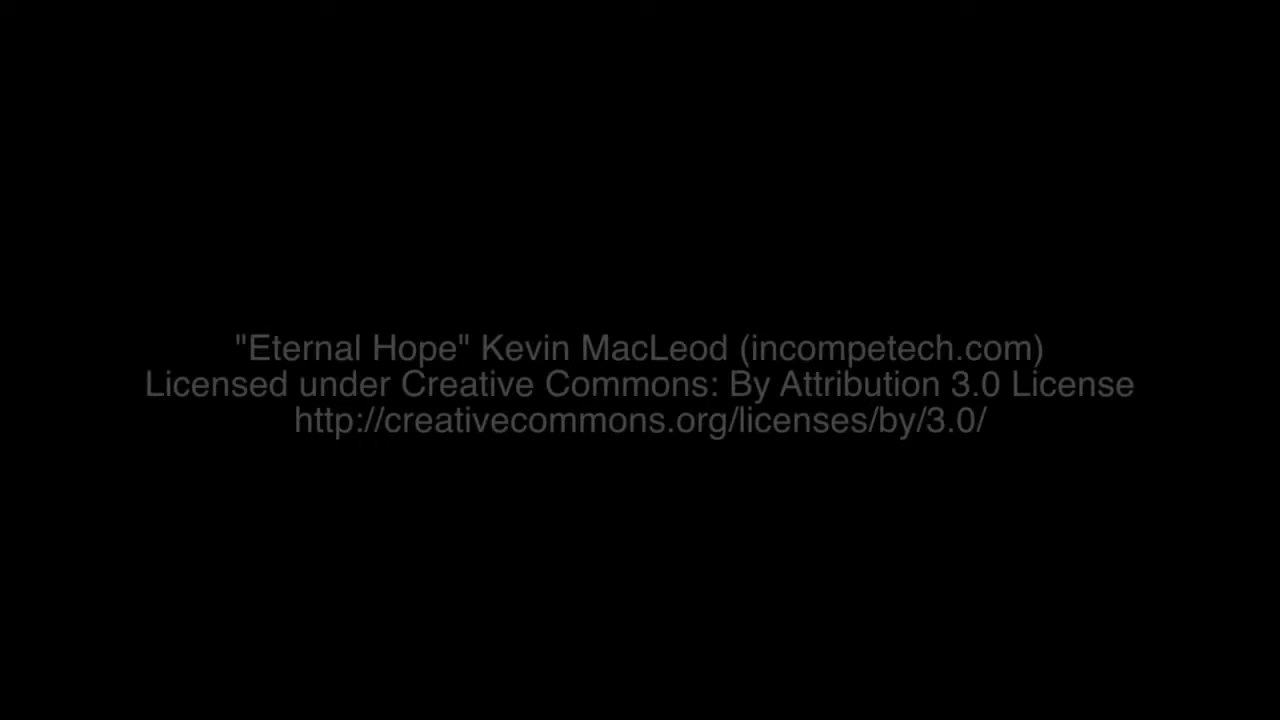 "Eternal Hope" Kevin MacLeod (incompetech.com)
Licensed under Creative Commons: By Attribution 3.0 License
http://creativecommons.org/licenses/by/3.0/